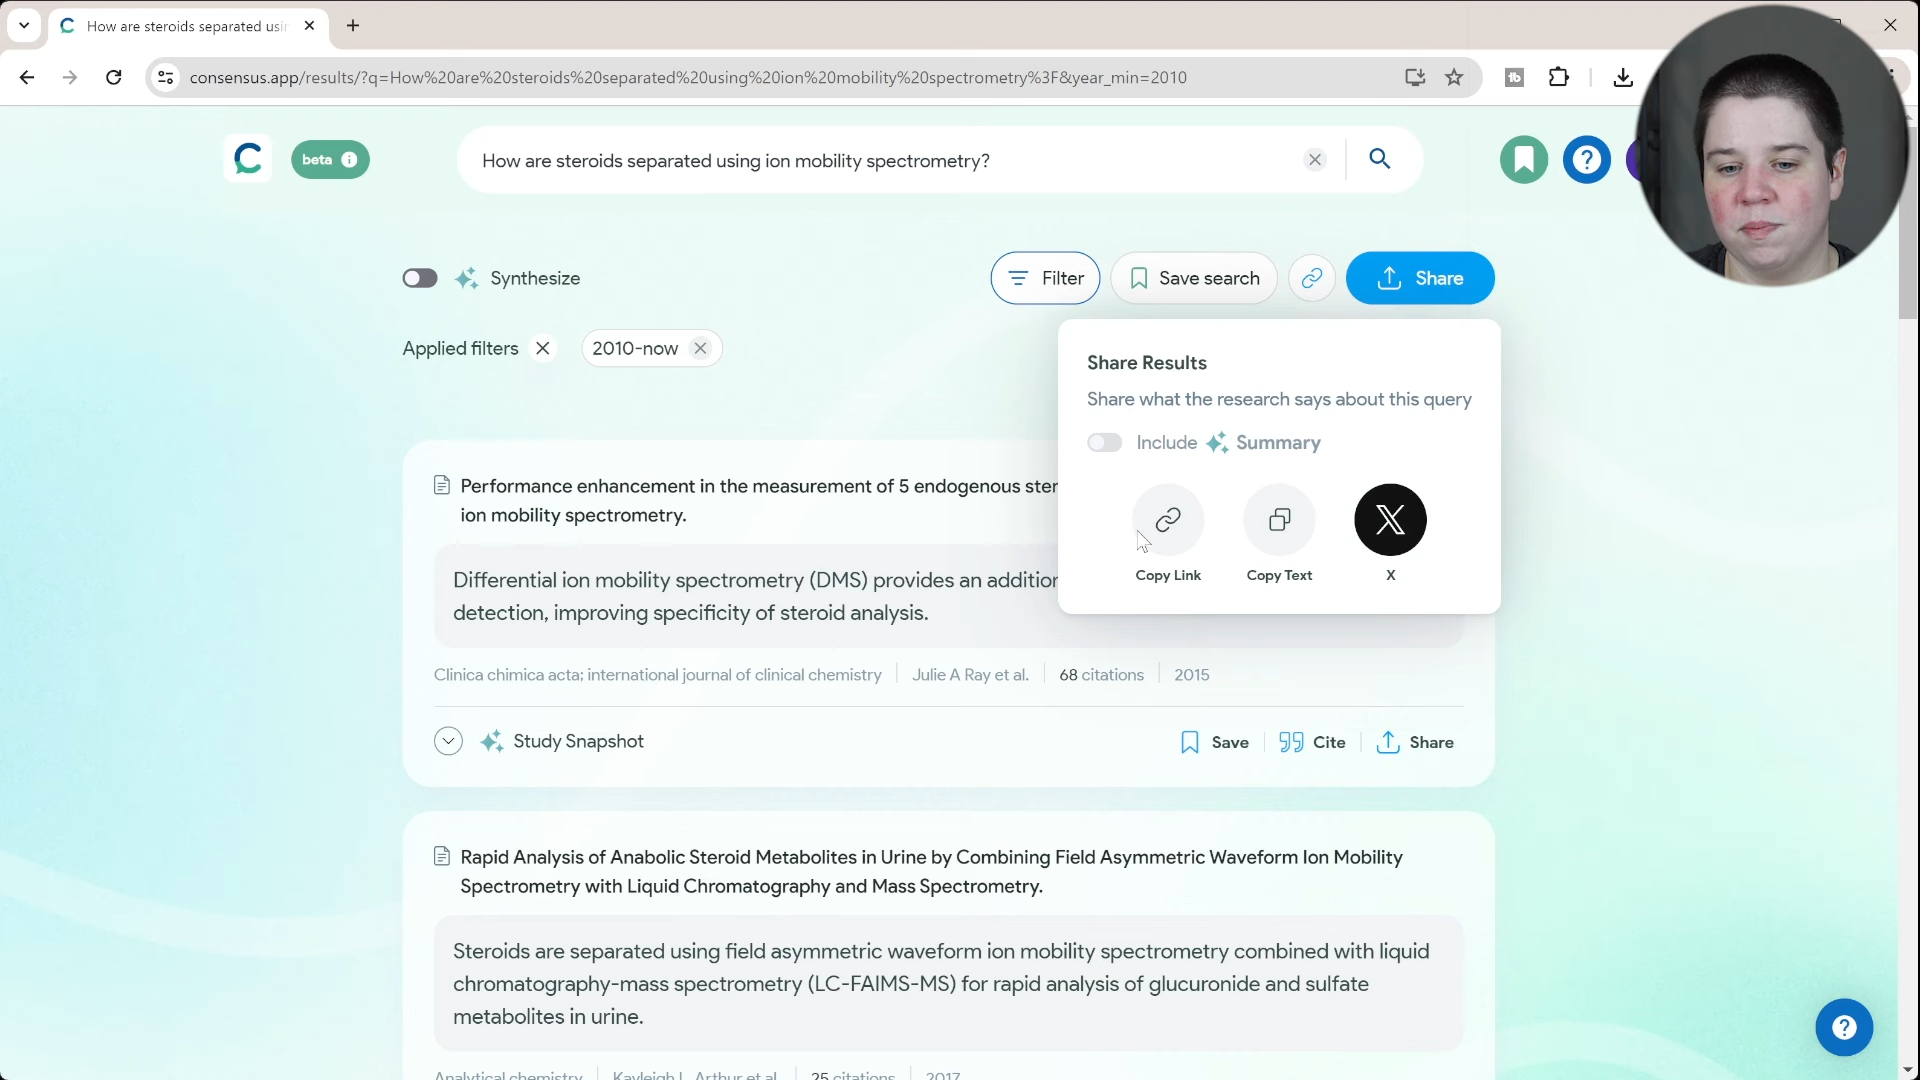 How are steroids separated usin
consensus.app/results/?q=How%20are%20steroids%20separated%20using%20ion%20mobility%20spectrometry%3F&year_min=2010
beta
How are steroids separated using ion mobility spectrometry?
Synthesize
Filter
Save search
Share
Applied filters
2010-now
Share Results
Share what the research says about this query
Include Summary
Copy Link
Copy Text
X
Performance enhancement in the measurement of 5 endogenous ster
ion mobility spectrometry.
Differential ion mobility spectrometry (DMS) provides an addition
detection, improving specificity of steroid analysis.
Clinica chimica acta; international journal of clinical chemistry
Julie A Ray et al.
68 citations
2015
Study Snapshot
Save
Cite
Share
Rapid Analysis of Anabolic Steroid Metabolites in Urine by Combining Field Asymmetric Waveform Ion Mobility
Spectrometry with Liquid Chromatography and Mass Spectrometry.
Steroids are separated using field asymmetric waveform ion mobility spectrometry combined with liquid
chromatography-mass spectrometry (LC-FAIMS-MS) for rapid analysis of glucuronide and sulfate
metabolites in urine.
Analytical chemistry
Kayleigh L. Arthur et al.
25 citations
2017